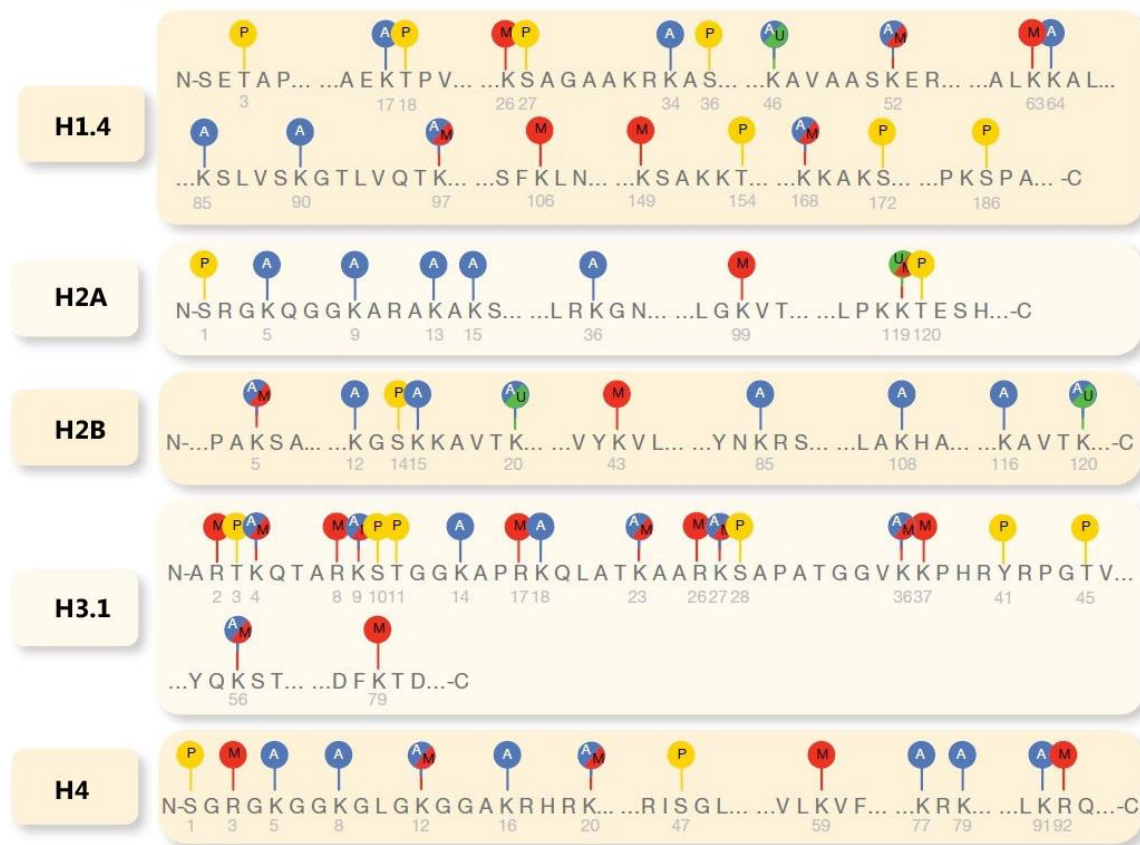 P A P M P A P A U A M M A
N-SETAP... ...AEKTPV... ...KSAGAAKRKAS... ...KAVAASKER... ...ALKKAL...
3 17 18 26 27 34 36 46 52 63 64
H1.4
A A A M M M P A M P P
...KSLVSKGTLVQTK... ...SFKLN... ...KSAKKT... ...KKAKS... ...PKSPA... -C
85 90 97 106 149 154 168 172 186
P A A A A A M U M P
H2A
N-SRGKQGGKARAKAKS... ...LRKGN... ...LGKVT... ...LPKKTESH...-C
1 5 9 13 15 36 99 119 120
A M A P A A U M A A A A U
H2B
N-...PAKSA... ...KGSKKAVTK... ...VYKVL... ...YNKRS... ...LAKHA... ...KAVTK...-C
5 12 14 15 20 43 85 108 116 120
M P A M M A P P A M A A M M A M P A M M P P
N-ARTKQTARKSTGGKAPRKQLATKAARKSAPATGGVKKPHRYRPGTV...
2 3 4 8 9 10 11 14 17 18 23 26 27 28 36 37 41 45
H3.1
A M M
...YQKST... ...DFKTD...-C
56 79
P M A A A M A A M P M A A A M
H4
N-SGRGKGGKGLGKGGAKRHRK... ...RISGL... ...VLKVF... ...KRK... ...LKRQ...-C
1 3 5 8 12 16 20 47 59 77 79 91 92